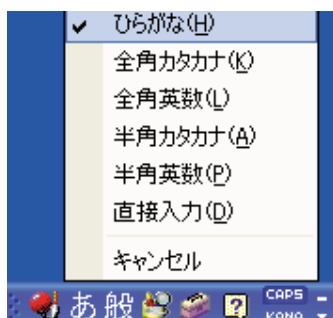 ひらがな(H)
全角カタカナ(K)
全角英数(L)
半角カタカナ(A)
半角英数(P)
直接入力(D)
キャンセル
あ 般 ? CAPS
KANA